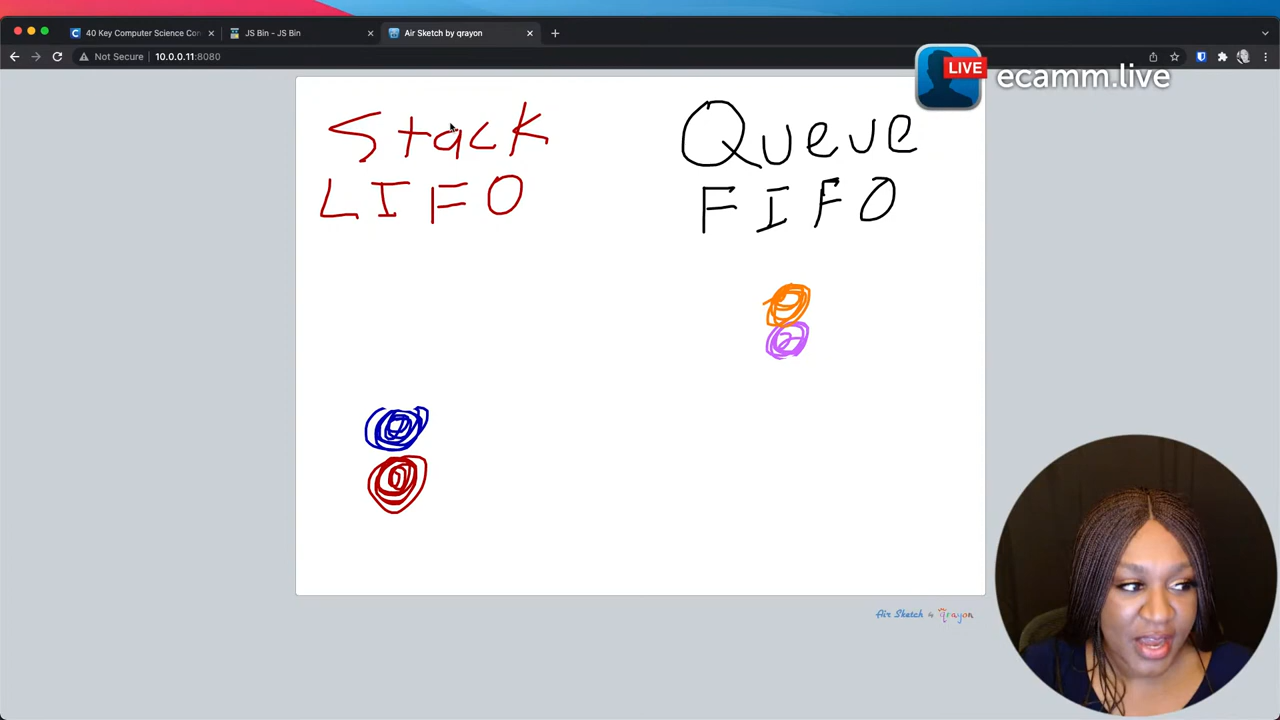 40 Key Computer Science Con
JS Bin - JS Bin
Air Sketch by qrayon
Not Secure
10.0.0.11:8080
LIVE
ecamm.live
Stack
LIFO
Queue
FIFO
Air Sketch by qrayon